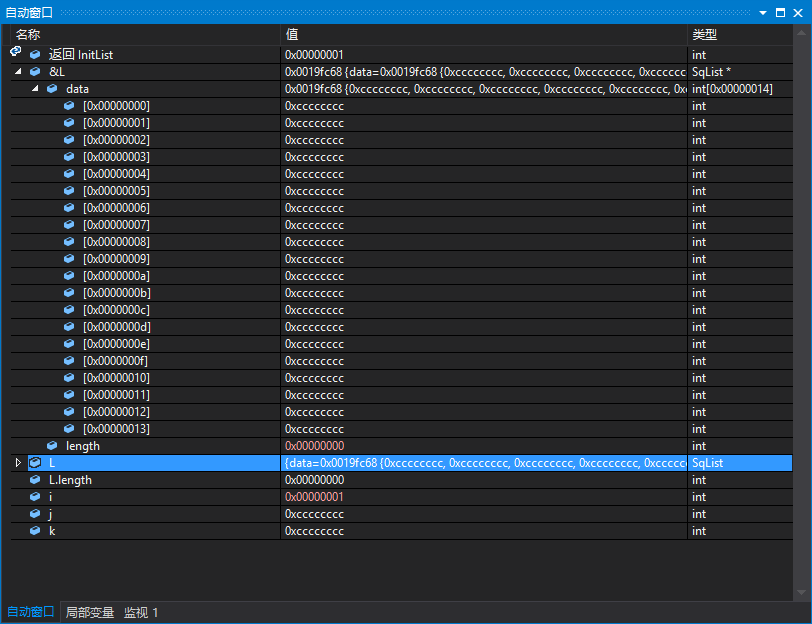 自动窗口
名称 值 类型
返回 InitList 0x00000001 int
&L 0x0019fc68 {data=0x0019fc68 {0xcccccccc, 0xcccccccc, 0xcccccccc, 0xcccccc SqList *
data 0x0019fc68 {0xcccccccc, 0xcccccccc, 0xcccccccc, 0xcccccccc, 0xcccccccc, 0xc int[0x00000014]
[0x00000000] 0xcccccccc int
[0x00000001] 0xcccccccc int
[0x00000002] 0xcccccccc int
[0x00000003] 0xcccccccc int
[0x00000004] 0xcccccccc int
[0x00000005] 0xcccccccc int
[0x00000006] 0xcccccccc int
[0x00000007] 0xcccccccc int
[0x00000008] 0xcccccccc int
[0x00000009] 0xcccccccc int
[0x0000000a] 0xcccccccc int
[0x0000000b] 0xcccccccc int
[0x0000000c] 0xcccccccc int
[0x0000000d] 0xcccccccc int
[0x0000000e] 0xcccccccc int
[0x0000000f] 0xcccccccc int
[0x00000010] 0xcccccccc int
[0x00000011] 0xcccccccc int
[0x00000012] 0xcccccccc int
[0x00000013] 0xcccccccc int
length 0x00000000 int
L {data=0x0019fc68 {0xcccccccc, 0xcccccccc, 0xcccccccc, 0xcccccccc, 0xcccccc SqList
L.length 0x00000000 int
i 0x00000001 int
j 0xcccccccc int
k 0xcccccccc int
自动窗口 局部变量 监视 1